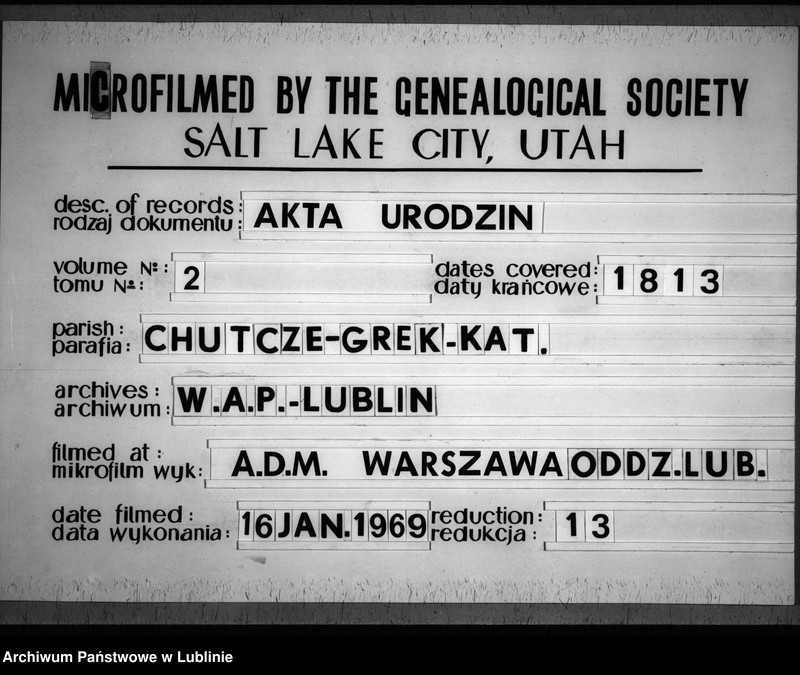 MICROFILMED BY THE GENEALOGICAL SOCIETY
SALT LAKE CITY, UTAH
desc. of records: AKTA URODZIN
rodzaj dokumentu:
volume №: 2 dates covered: 1813
tomu №: daty krańcowe:
parish: CHUTCZE-GREK-KAT.
parafia:
archives: W.A.P.-LUBLIN
archiwum:
filmed at: A.D.M. WARSZAWA ODDZ.LUB.
mikrofilm wyk:
date filmed: 16 JAN. 1969 reduction: 13
data wykonania: redukcja:
Archiwum Państwowe w Lublinie